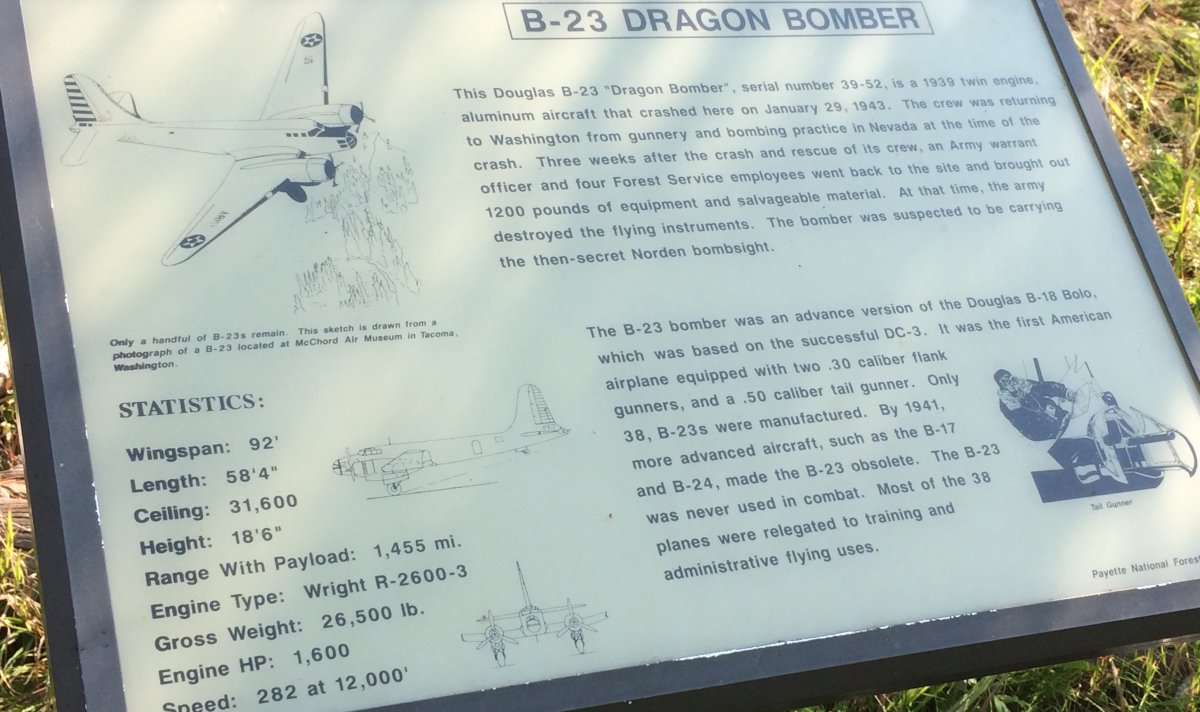 B-23 DRAGON BOMBER
This Douglas B-23 "Dragon Bomber", serial number 39-52, is a 1939 twin engine,
aluminum aircraft that crashed here on January 29, 1943. The crew was returning
to Washington from gunnery and bombing practice in Nevada at the time of the
crash. Three weeks after the crash and rescue of its crew, an Army warrant
officer and four Forest Service employees went back to the site and brought out
1200 pounds of equipment and salvageable material. At that time, the army
destroyed the flying instruments. The bomber was suspected to be carrying
the then-secret Norden bombsight.
Only a handful of B-23s remain. This sketch is drawn from a
photograph of a B-23 located at McChord Air Museum in Tacoma,
Washington.
STATISTICS:
Wingspan: 92'
Length: 58'4"
Ceiling: 31,600
Height: 18'6"
Range With Payload: 1,455 mi.
Engine Type: Wright R-2600-3
Gross Weight: 26,500 lb.
Engine HP: 1,600
Speed: 282 at 12,000'
The B-23 bomber was an advance version of the Douglas B-18 Bolo,
which was based on the successful DC-3. It was the first American
airplane equipped with two .30 caliber flank
gunners, and a .50 caliber tail gunner. Only
38, B-23s were manufactured. By 1941,
more advanced aircraft, such as the B-17
and B-24, made the B-23 obsolete. The B-23
was never used in combat. Most of the 38
planes were relegated to training and
administrative flying uses.
Tail Gunner
Payette National Forest